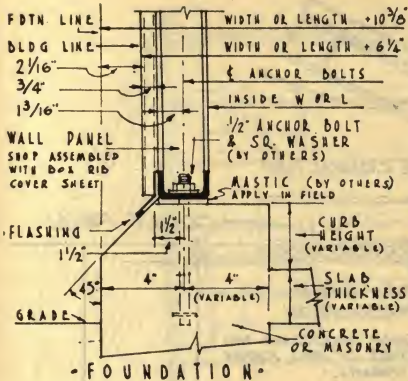 FDTN LINE
WIDTH OR LENGTH +10 3/8"
BLDG LINE
WIDTH OR LENGTH +6 1/4"
2 1/16"
℄ ANCHOR BOLTS
3/4"
INSIDE W OR L
1 3/16"
1/2" ANCHOR BOLT
& SQ. WASHER
(BY OTHERS)
WALL PANEL
SHOP ASSEMBLED
WITH BOX RIB
COVER SHEET
MASTIC (BY OTHERS)
APPLY IN FIELD
FLASHING
1 1/2"
1 1/2"
CURB
HEIGHT
(VARIABLE)
45°
4"
4"
(VARIABLE)
SLAB
THICKNESS
(VARIABLE)
GRADE
CONCRETE
OR MASONRY
·FOUNDATION·